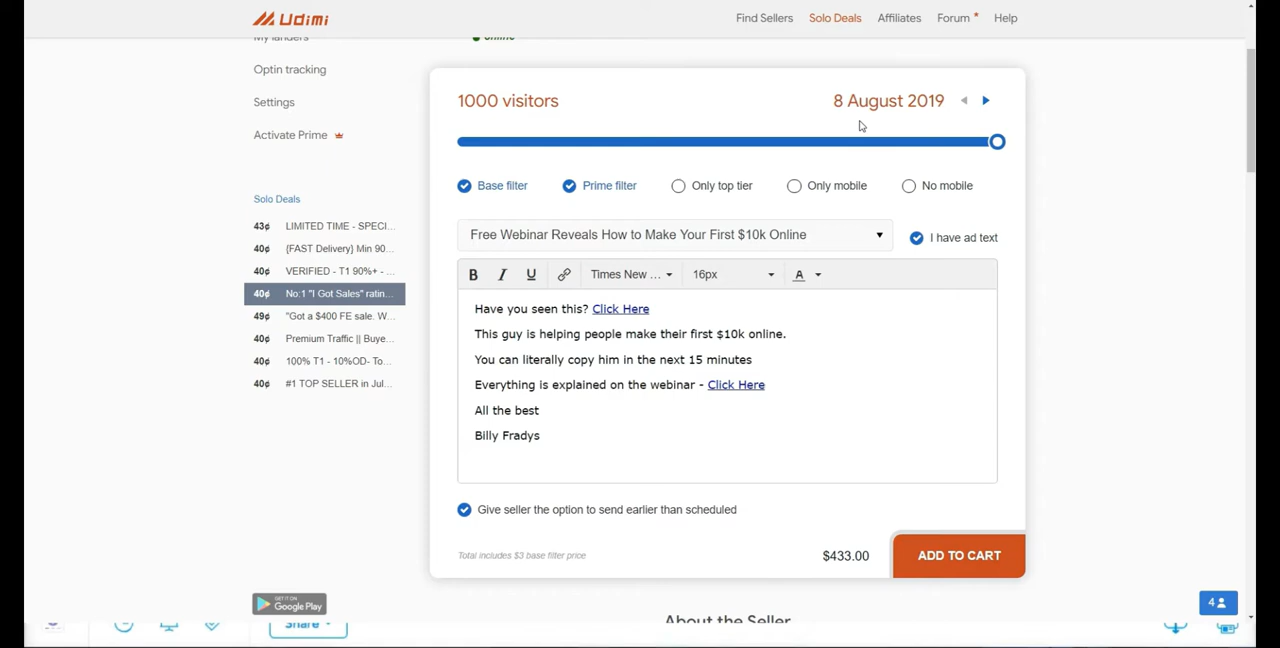 Udimi
Find Sellers Solo Deals Affiliates Forum Help
My landers
online
Optin tracking
Settings
Activate Prime
1000 visitors
8 August 2019
Base filter Prime filter Only top tier Only mobile No mobile
Solo Deals
43¢ LIMITED TIME - SPECI...
40¢ {FAST Delivery} Min 90...
40¢ VERIFIED - T1 90%+ - ...
40¢ No:1 "I Got Sales" ratin...
49¢ "Got a $400 FE sale. W...
40¢ Premium Traffic || Buye...
40¢ 100% T1 - 10%OD- To...
40¢ #1 TOP SELLER in Jul...
Free Webinar Reveals How to Make Your First $10k Online
I have ad text
B I U Times New ... 16px A
Have you seen this? Click Here
This guy is helping people make their first $10k online.
You can literally copy him in the next 15 minutes
Everything is explained on the webinar - Click Here
All the best
Billy Fradys
Give seller the option to send earlier than scheduled
Total includes $3 base filter price
$433.00
ADD TO CART
GET IT ON
Google Play
4
About the Seller
Share